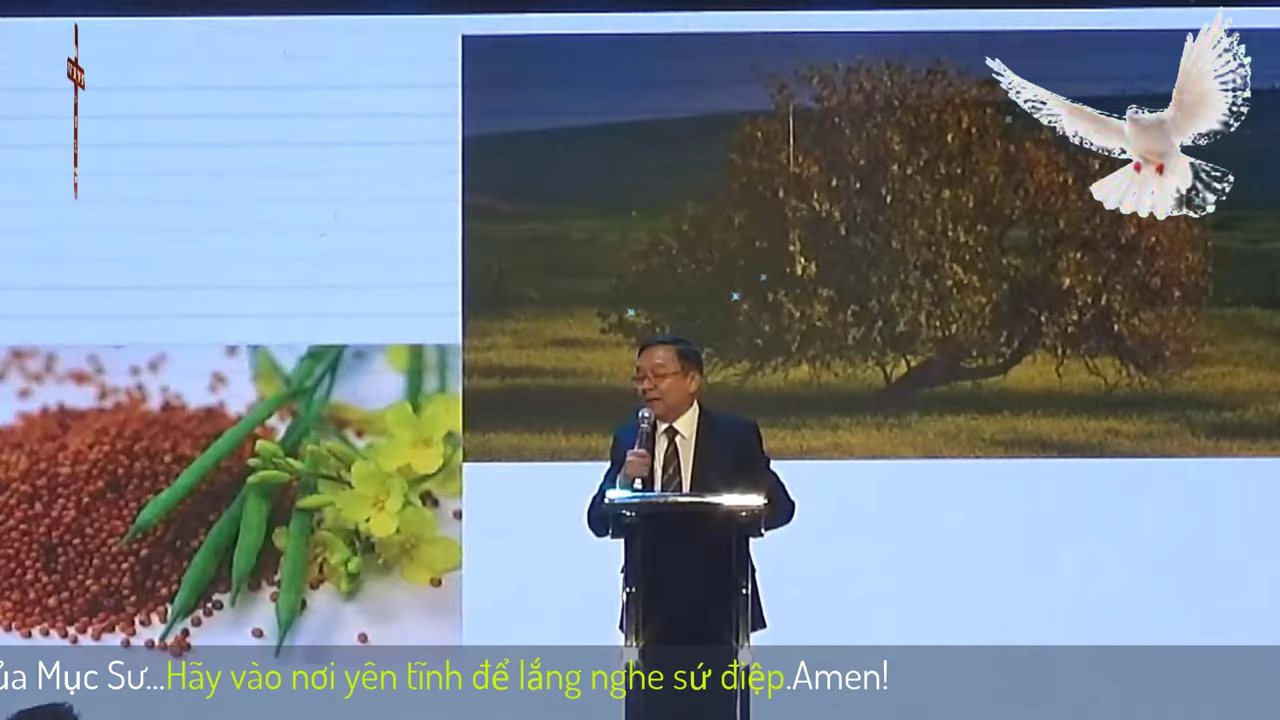 ủa Mục Sư...Hãy vào nơi yên tĩnh để lắng nghe sứ điệp.Amen!